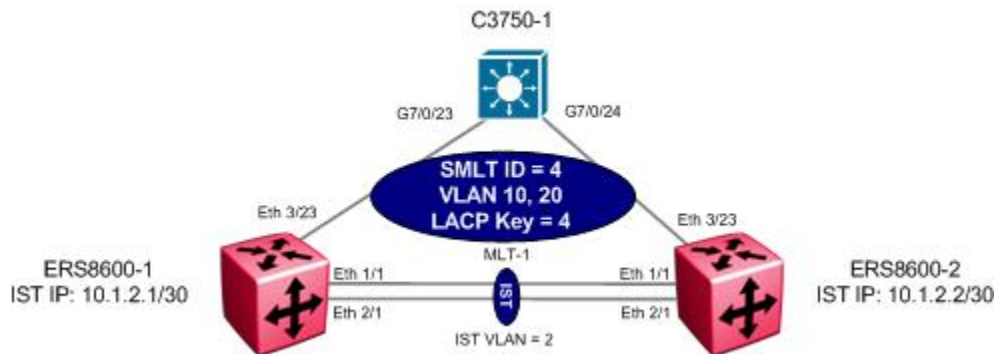 C3750-1
G7/0/23
G7/0/24
SMLT ID = 4
VLAN 10, 20
LACP Key = 4
Eth 3/23
Eth 3/23
MLT-1
ERS8600-1
IST IP: 10.1.2.1/30
Eth 1/1
Eth 2/1
IST
Eth 1/1
Eth 2/1
ERS8600-2
IST IP: 10.1.2.2/30
IST VLAN = 2